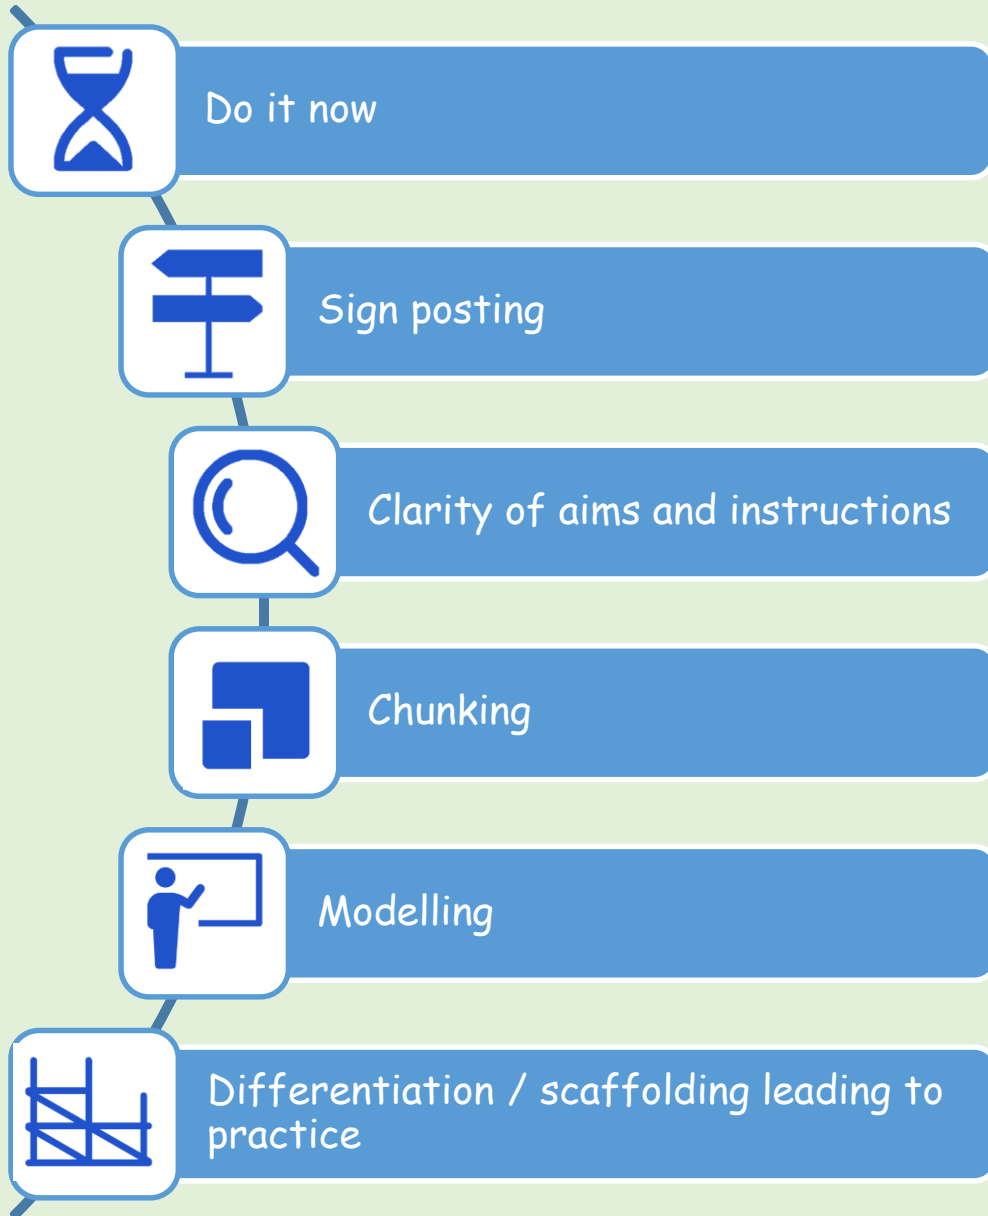 Do it now
Sign posting
Clarity of aims and instructions
Chunking
Modelling
Differentiation / scaffolding leading to
practice